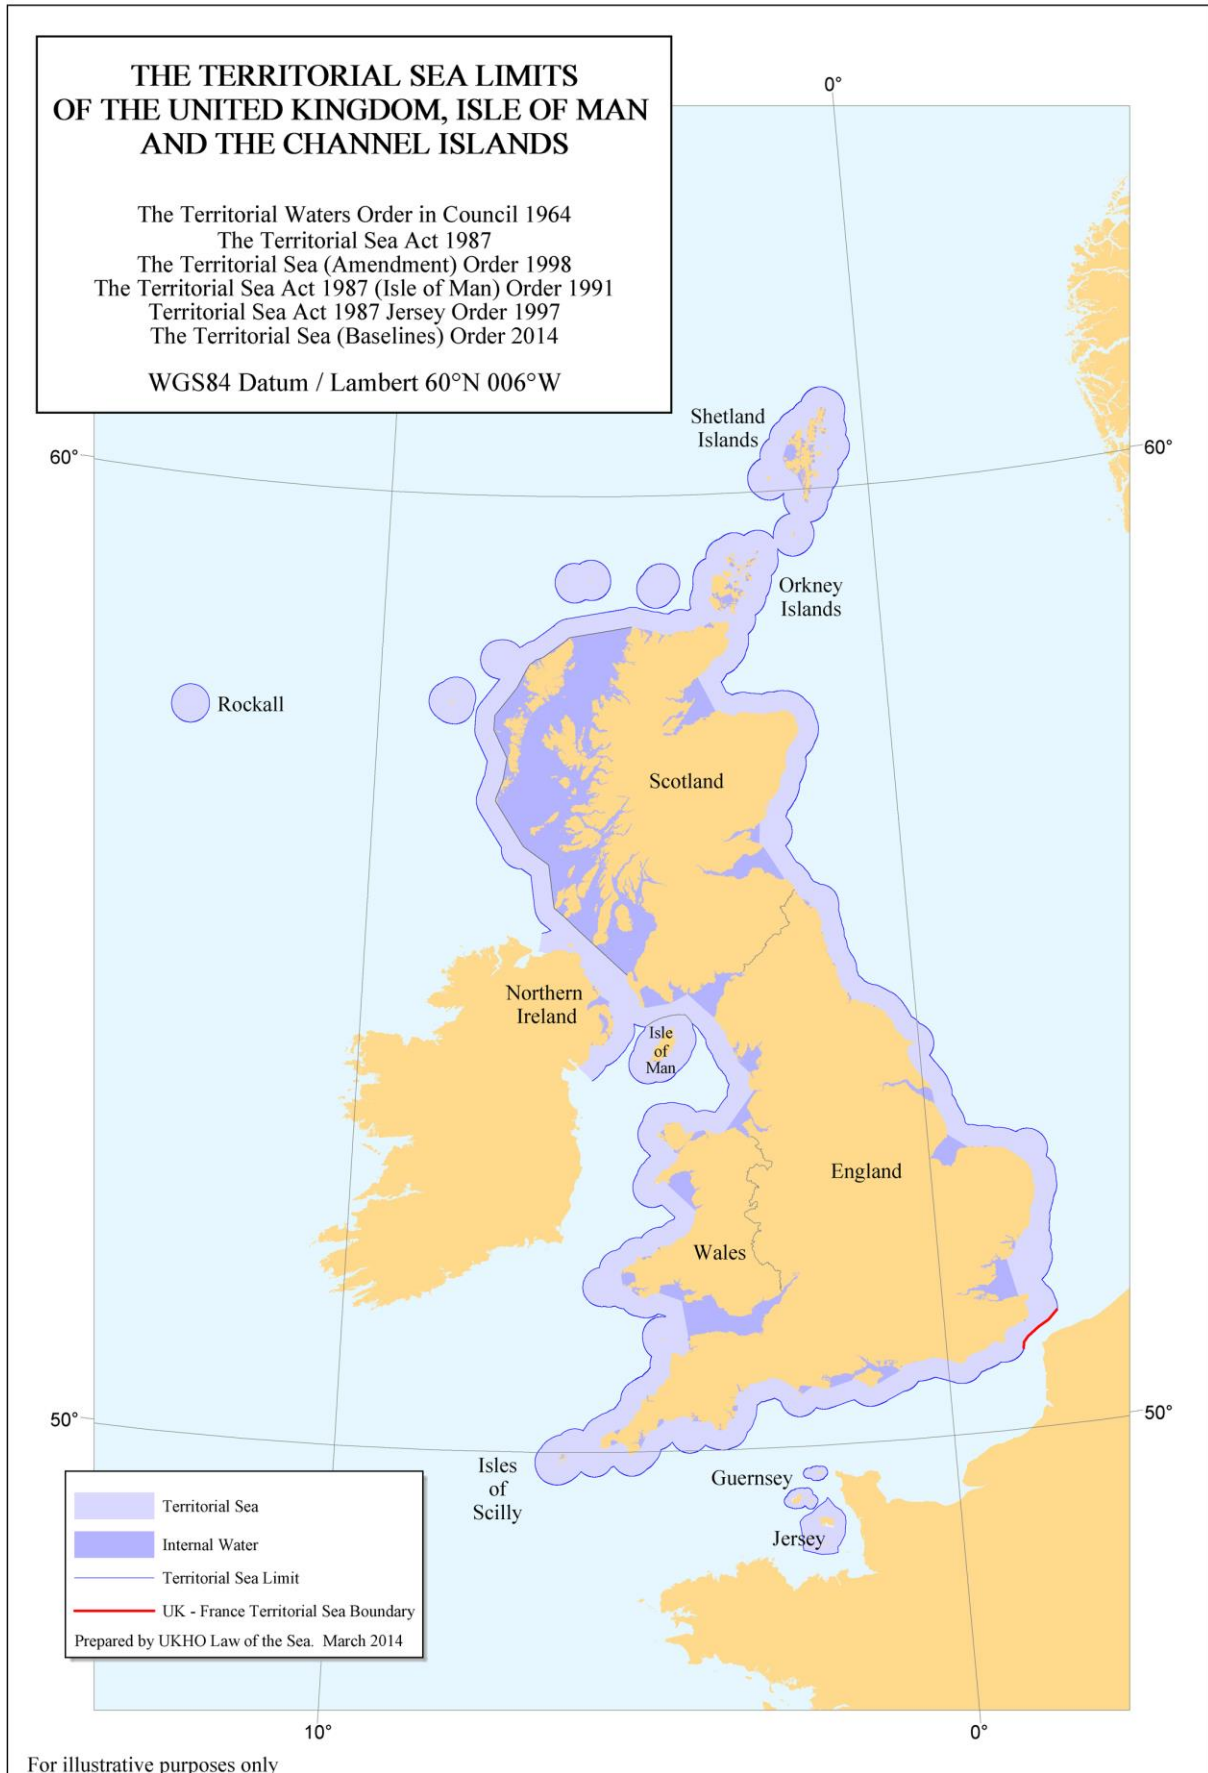 THE TERRITORIAL SEA LIMITS
OF THE UNITED KINGDOM, ISLE OF MAN
AND THE CHANNEL ISLANDS
The Territorial Waters Order in Council 1964
The Territorial Sea Act 1987
The Territorial Sea (Amendment) Order 1998
The Territorial Sea Act 1987 (Isle of Man) Order 1991
Territorial Sea Act 1987 Jersey Order 1997
The Territorial Sea (Baselines) Order 2014
WGS84 Datum / Lambert 60°N 006°W
0°
Shetland
Islands
60°
60°
Orkney
Islands
Rockall
Scotland
Northern
Ireland
Isle
of
Man
England
Wales
50°
50°
Isles
of
Scilly
Guernsey
Jersey
Territorial Sea
Internal Water
Territorial Sea Limit
UK - France Territorial Sea Boundary
Prepared by UKHO Law of the Sea. March 2014
10°
0°
For illustrative purposes only